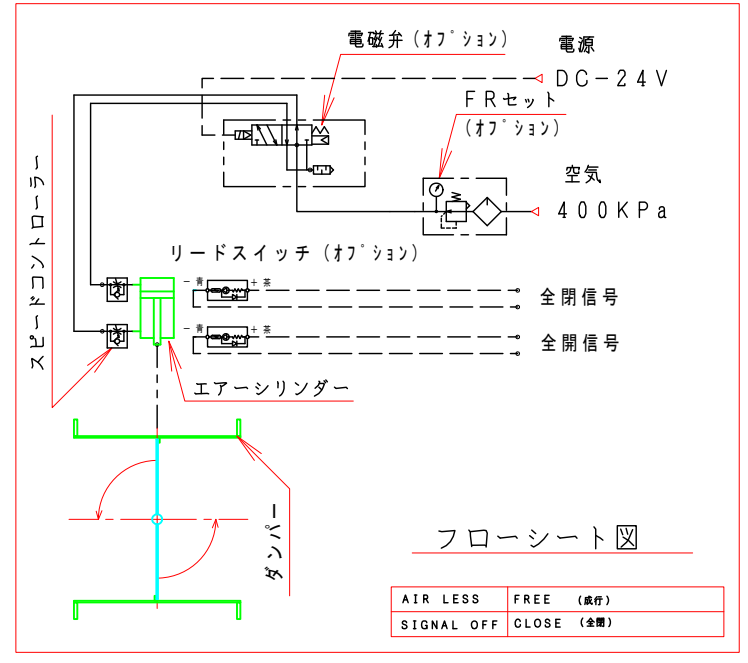 電磁弁(オプション)
電源
DC-24V
FRセット
(オプション)
空気
400KPa
スピードコントローラー
リードスイッチ(オプション)
- 青
+ 茶
全閉信号
- 青
+ 茶
全開信号
エアーシリンダー
ダンパー
フローシート図
AIR LESS FREE (成行)
SIGNAL OFF CLOSE (全閉)